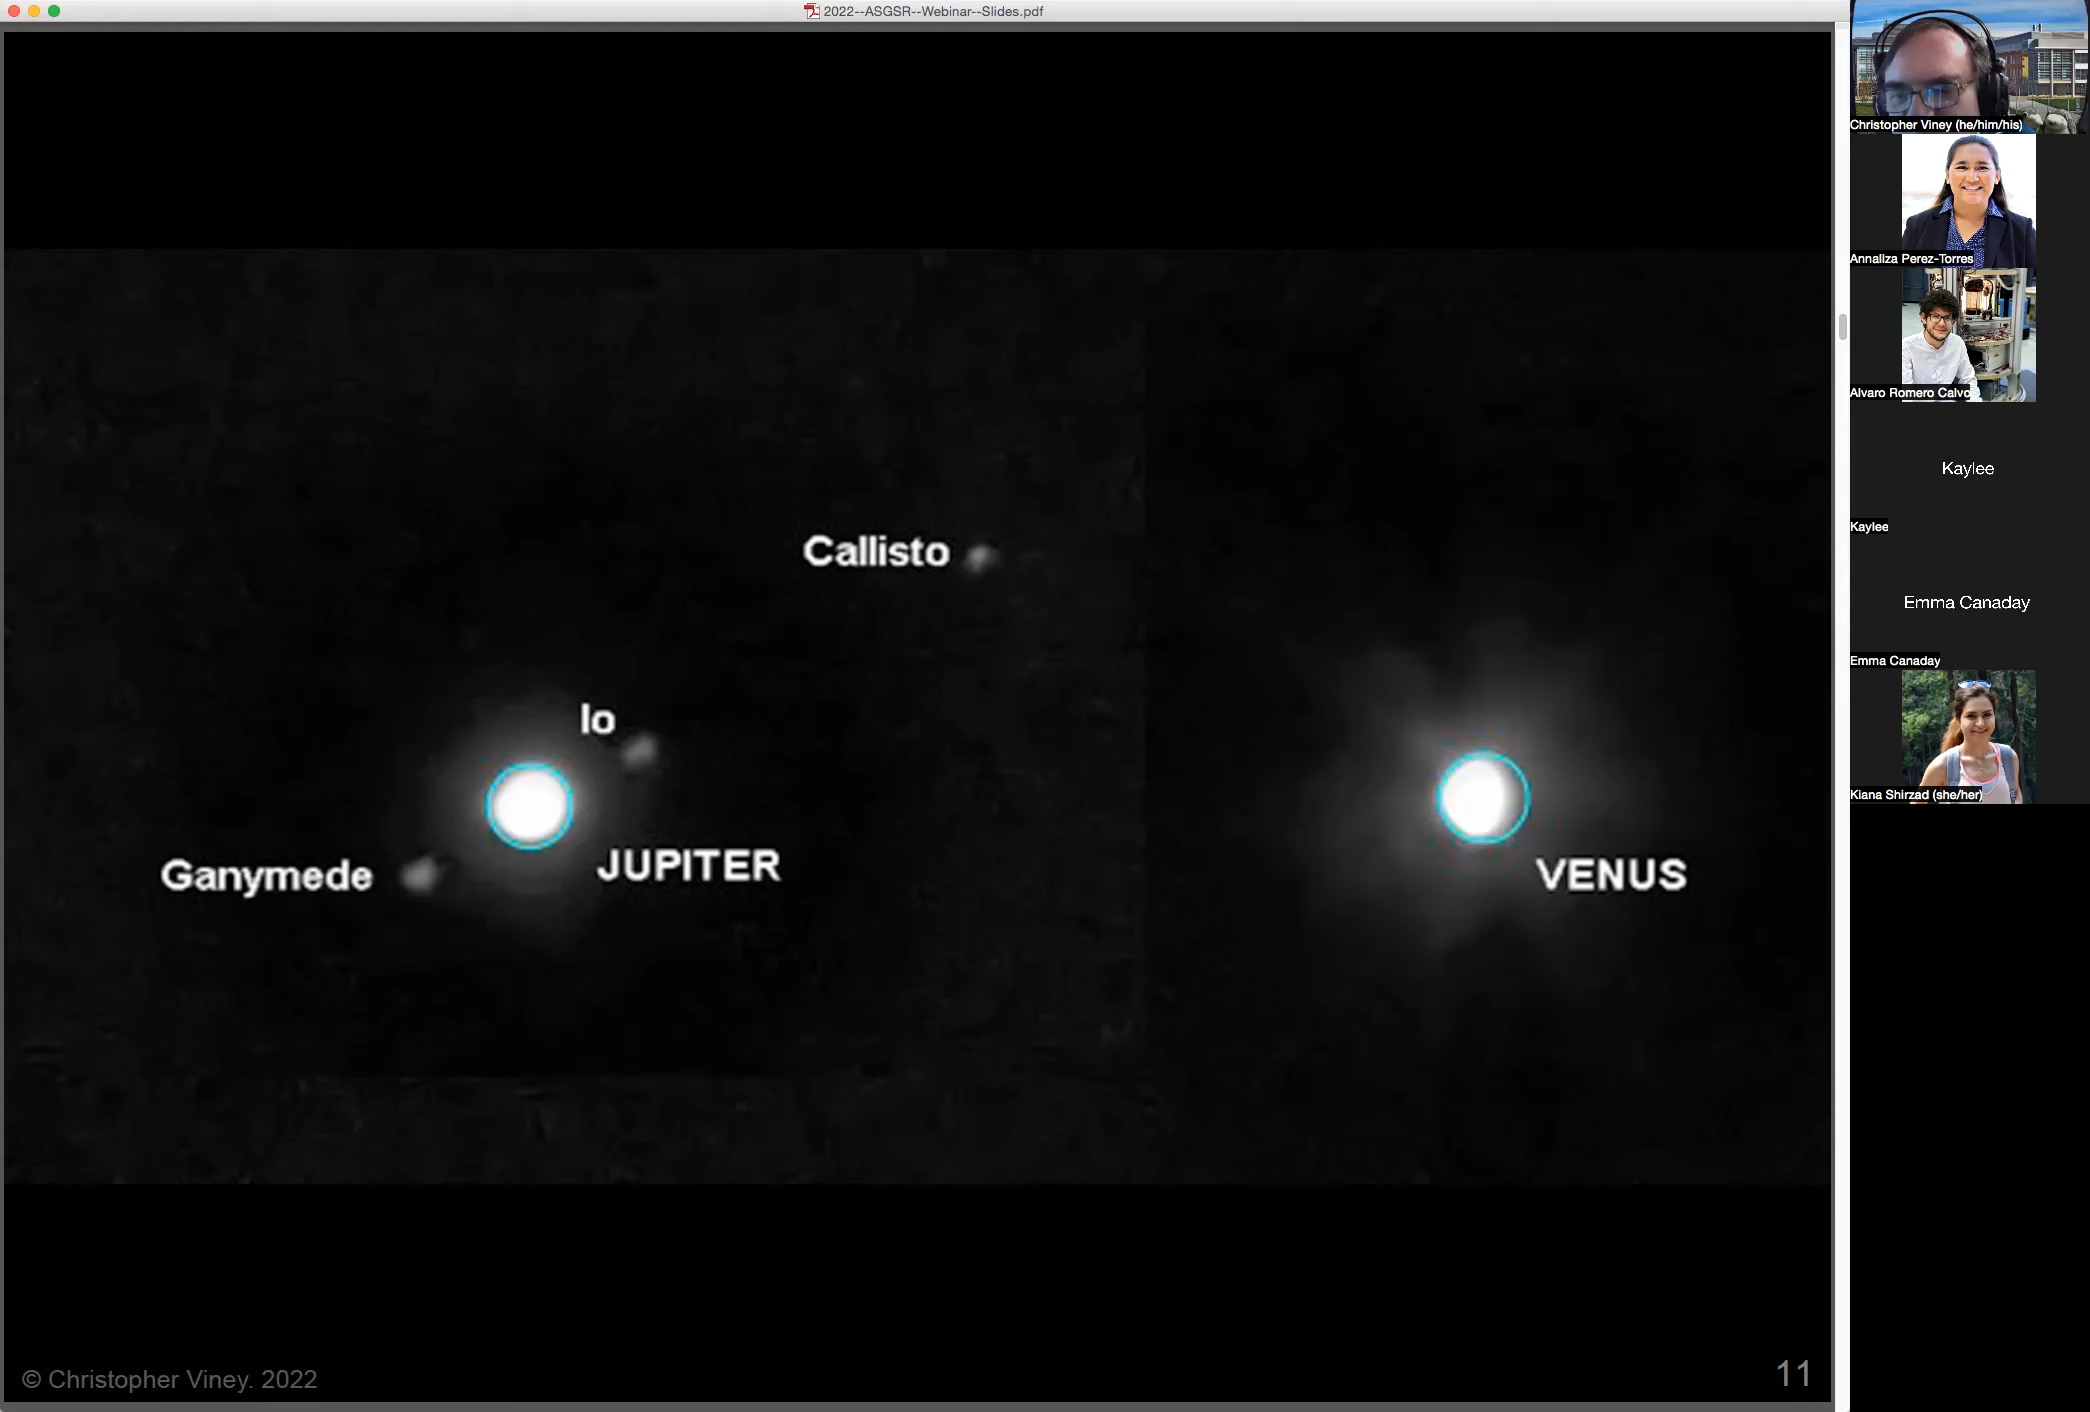 2022--ASGSR--Webinar--Slides.pdf
Callisto
Io
JUPITER
Ganymede
VENUS
© Christopher Viney. 2022
11
Christopher Viney (he/him/his)
Annaliza Perez-Torres
Alvaro Romero Calvo
Kaylee
Kaylee
Emma Canaday
Emma Canaday
Kiana Shirzad (she/her)